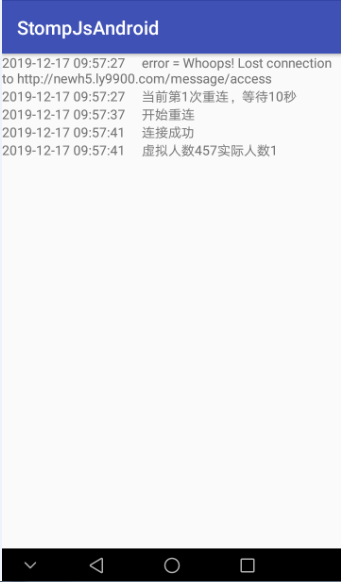 StompJsAndroid
2019-12-17 09:57:27 error = Whoops! Lost connection
to http://newh5.ly9900.com/message/access
2019-12-17 09:57:27 当前第1次重连，等待10秒
2019-12-17 09:57:37 开始重连
2019-12-17 09:57:41 连接成功
2019-12-17 09:57:41 虚拟人数457实际人数1